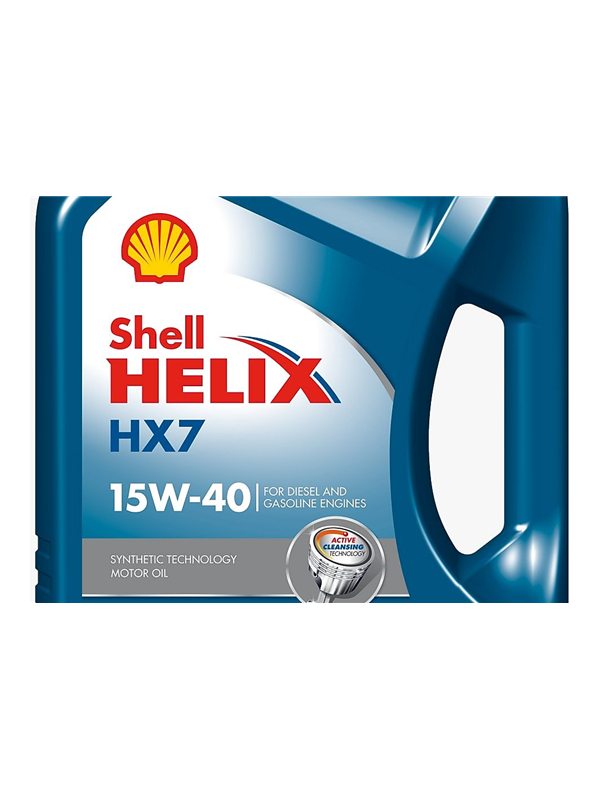 Shell
HELIX
HX7
15W-40
FOR DIESEL AND
GASOLINE ENGINES
SYNTHETIC TECHNOLOGY
MOTOR OIL
ACTIVE
CLEANSING
TECHNOLOGY